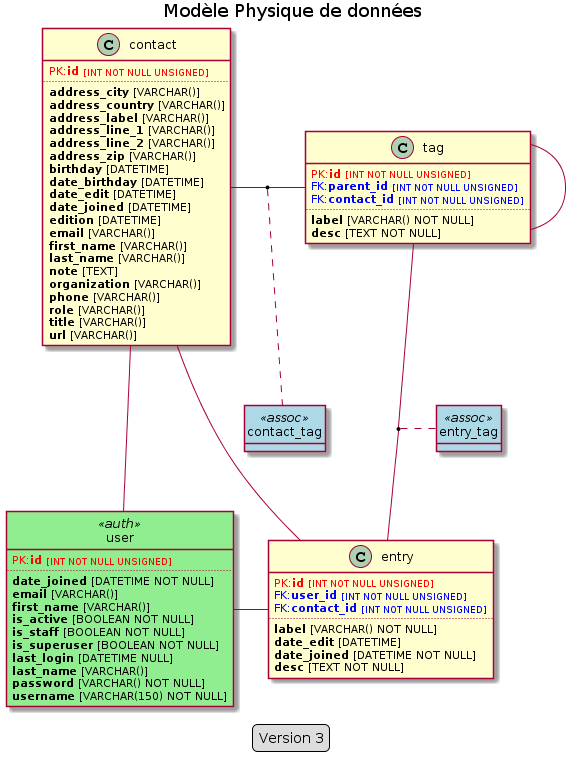 Modèle Physique de données
C contact
PK:id [INT NOT NULL UNSIGNED]
address_city [VARCHAR()]
address_country [VARCHAR()]
address_label [VARCHAR()]
address_line_1 [VARCHAR()]
address_line_2 [VARCHAR()]
address_zip [VARCHAR()]
birthday [DATETIME]
date_birthday [DATETIME]
date_edit [DATETIME]
date_joined [DATETIME]
edition [DATETIME]
email [VARCHAR()]
first_name [VARCHAR()]
last_name [VARCHAR()]
note [TEXT]
organization [VARCHAR()]
phone [VARCHAR()]
role [VARCHAR()]
title [VARCHAR()]
url [VARCHAR()]
C tag
PK:id [INT NOT NULL UNSIGNED]
FK:parent_id [INT NOT NULL UNSIGNED]
FK:contact_id [INT NOT NULL UNSIGNED]
label [VARCHAR() NOT NULL]
desc [TEXT NOT NULL]
«assoc»
contact_tag
«assoc»
entry_tag
«auth»
user
PK:id [INT NOT NULL UNSIGNED]
date_joined [DATETIME NOT NULL]
email [VARCHAR()]
first_name [VARCHAR()]
is_active [BOOLEAN NOT NULL]
is_staff [BOOLEAN NOT NULL]
is_superuser [BOOLEAN NOT NULL]
last_login [DATETIME NULL]
last_name [VARCHAR()]
password [VARCHAR() NOT NULL]
username [VARCHAR(150) NOT NULL]
C entry
PK:id [INT NOT NULL UNSIGNED]
FK:user_id [INT NOT NULL UNSIGNED]
FK:contact_id [INT NOT NULL UNSIGNED]
label [VARCHAR() NOT NULL]
date_edit [DATETIME]
date_joined [DATETIME NOT NULL]
desc [TEXT NOT NULL]
Version 3